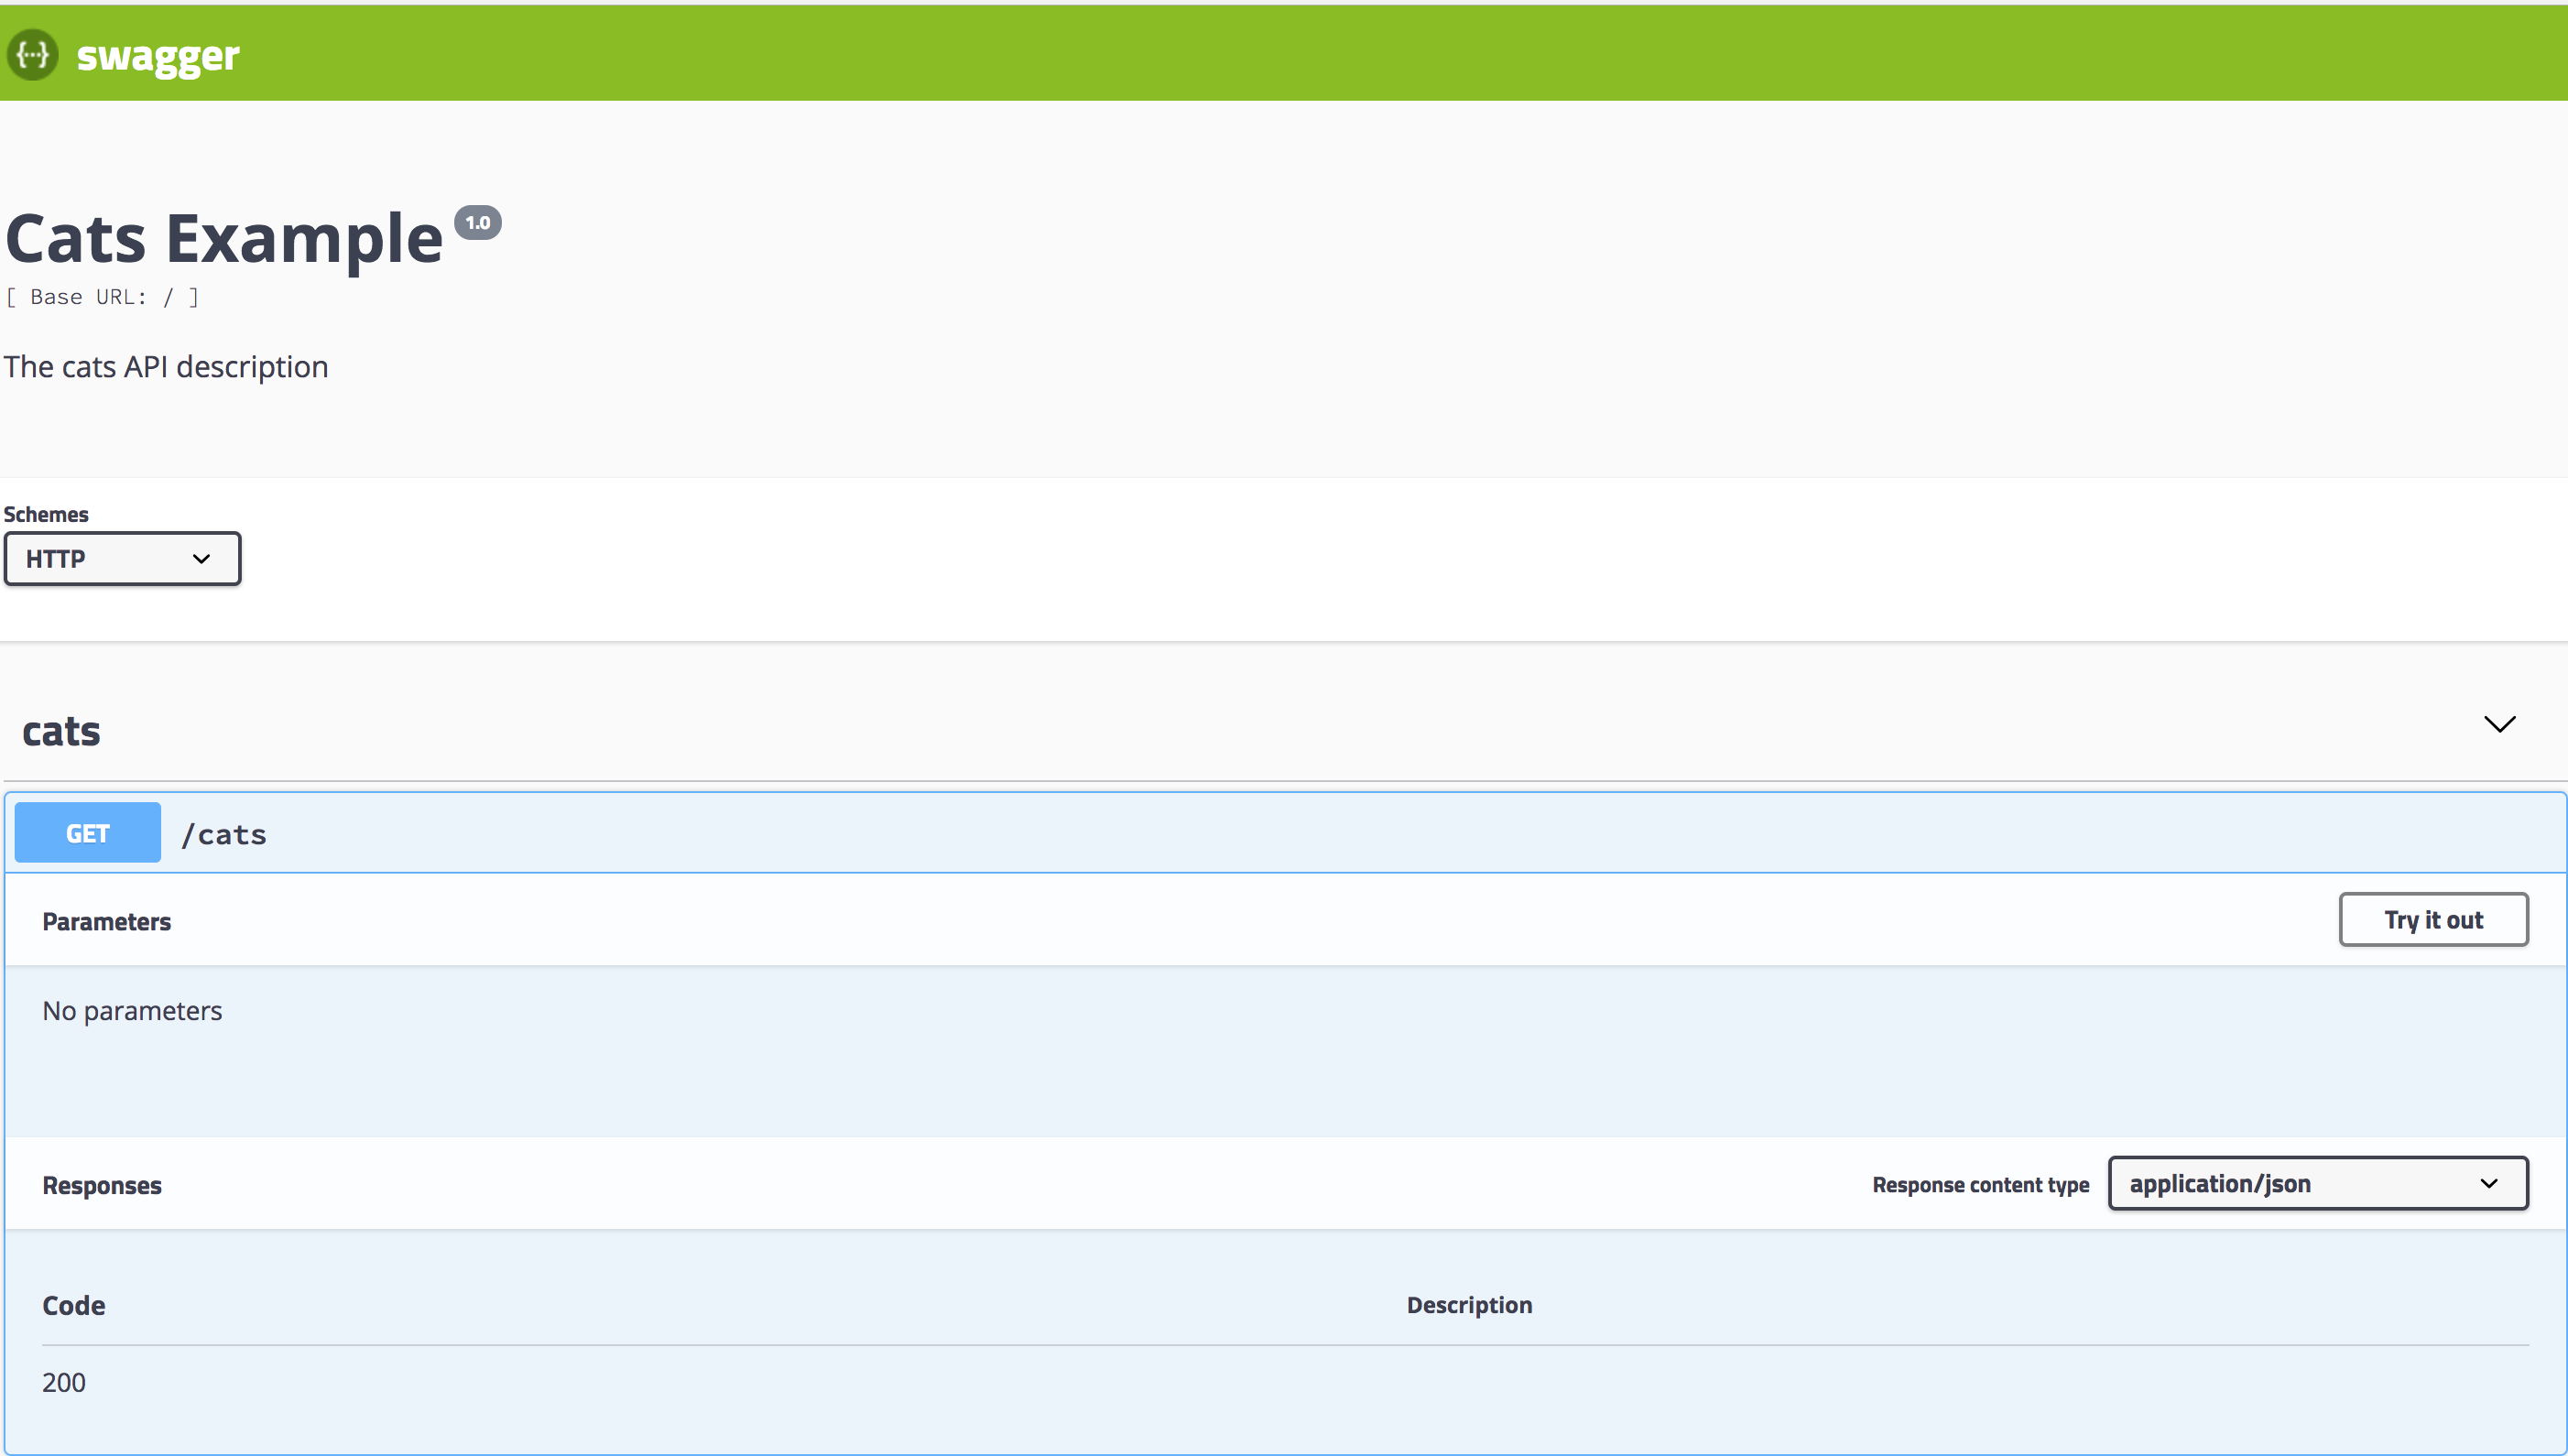 {···} swagger
Cats Example 1.0
[ Base URL: / ]
The cats API description
Schemes
HTTP
cats
GET /cats
Parameters Try it out
No parameters
Responses Response content type application/json
Code Description
200